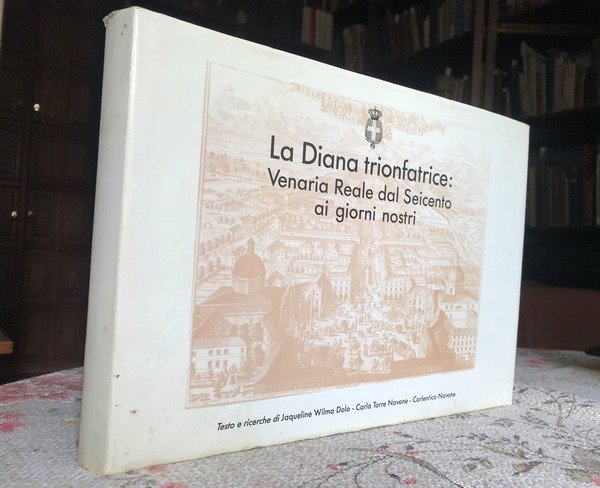 La Diana trionfatrice:
Venaria Reale dal Seicento
ai giorni nostri
Testo e ricerche di Jaqueline Wilma Dolo - Carlo Torre Navone - Carlenrico Navone